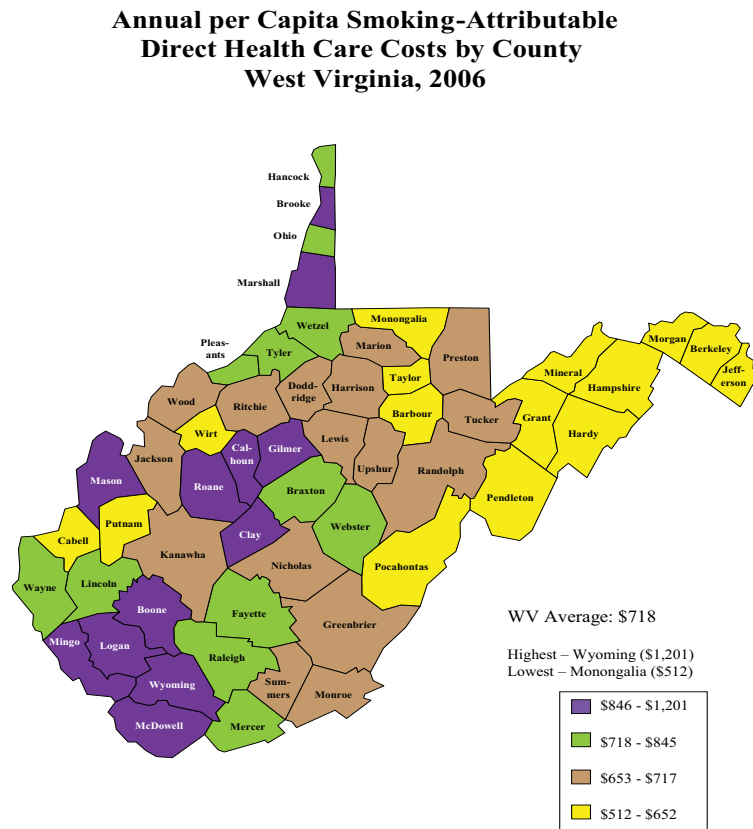 Annual per Capita Smoking-Attributable
Direct Health Care Costs by County
West Virginia, 2006
Hancock
Brooke
Ohio
Marshall
Wetzel
Monongalia
Marion
Pleas-
ants
Tyler
Preston
Morgan
Berkeley
Jeff-
erson
Mineral
Hampshire
Taylor
Wood
Ritchie
Dodd-
ridge
Harrison
Barbour
Tucker
Grant
Hardy
Wirt
Jackson
Cal-
houn
Gilmer
Lewis
Upshur
Randolph
Mason
Roane
Braxton
Pendleton
Putnam
Cabell
Clay
Webster
Kanawha
Nicholas
Pocahontas
Wayne
Lincoln
Boone
Fayette
Greenbrier
Mingo
Logan
Raleigh
Wyoming
Sum-
mers
Monroe
McDowell
Mercer
WV Average: $718
Highest – Wyoming ($1,201)
Lowest – Monongalia ($512)
$846 - $1,201
$718 - $845
$653 - $717
$512 - $652